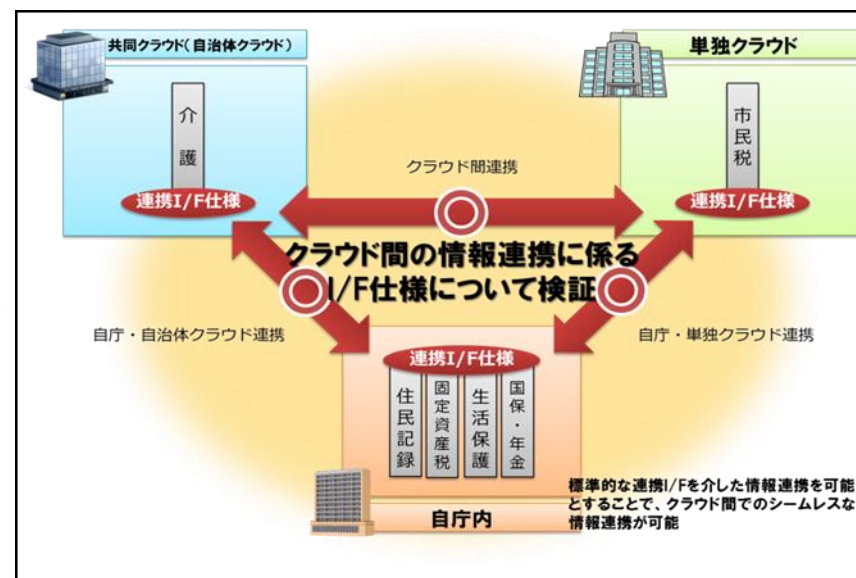 共同クラウド(自治体クラウド)
単独クラウド
介護
市民税
連携I/F仕様
連携I/F仕様
クラウド間連携
クラウド間の情報連携に係る
I/F仕様について検証
自庁・自治体クラウド連携
自庁・単独クラウド連携
連携I/F仕様
住民記録
固定資産税
生活保護
国保・年金
自庁内
標準的な連携I/Fを介した情報連携を可能
とすることで、クラウド間でのシームレスな
情報連携が可能